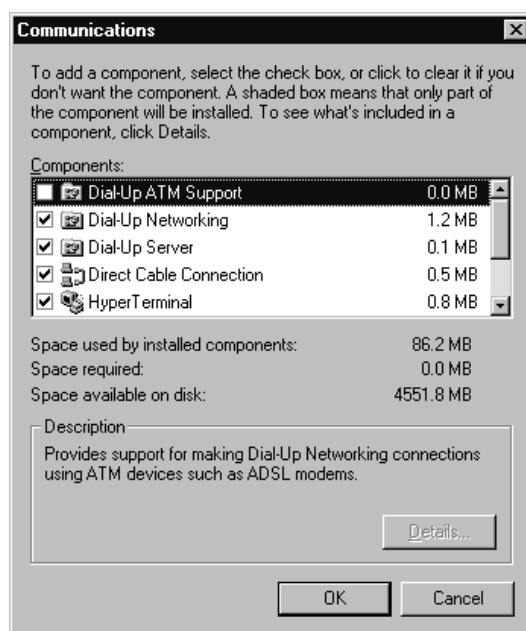 Communications
To add a component, select the check box, or click to clear it if you
don't want the component. A shaded box means that only part of
the component will be installed. To see what's included in a
component, click Details.
Components:
Dial-Up ATM Support 0.0 MB
Dial-Up Networking 1.2 MB
Dial-Up Server 0.1 MB
Direct Cable Connection 0.5 MB
HyperTerminal 0.8 MB
Space used by installed components: 86.2 MB
Space required: 0.0 MB
Space available on disk: 4551.8 MB
Description
Provides support for making Dial-Up Networking connections
using ATM devices such as ADSL modems.
Details...
OK Cancel